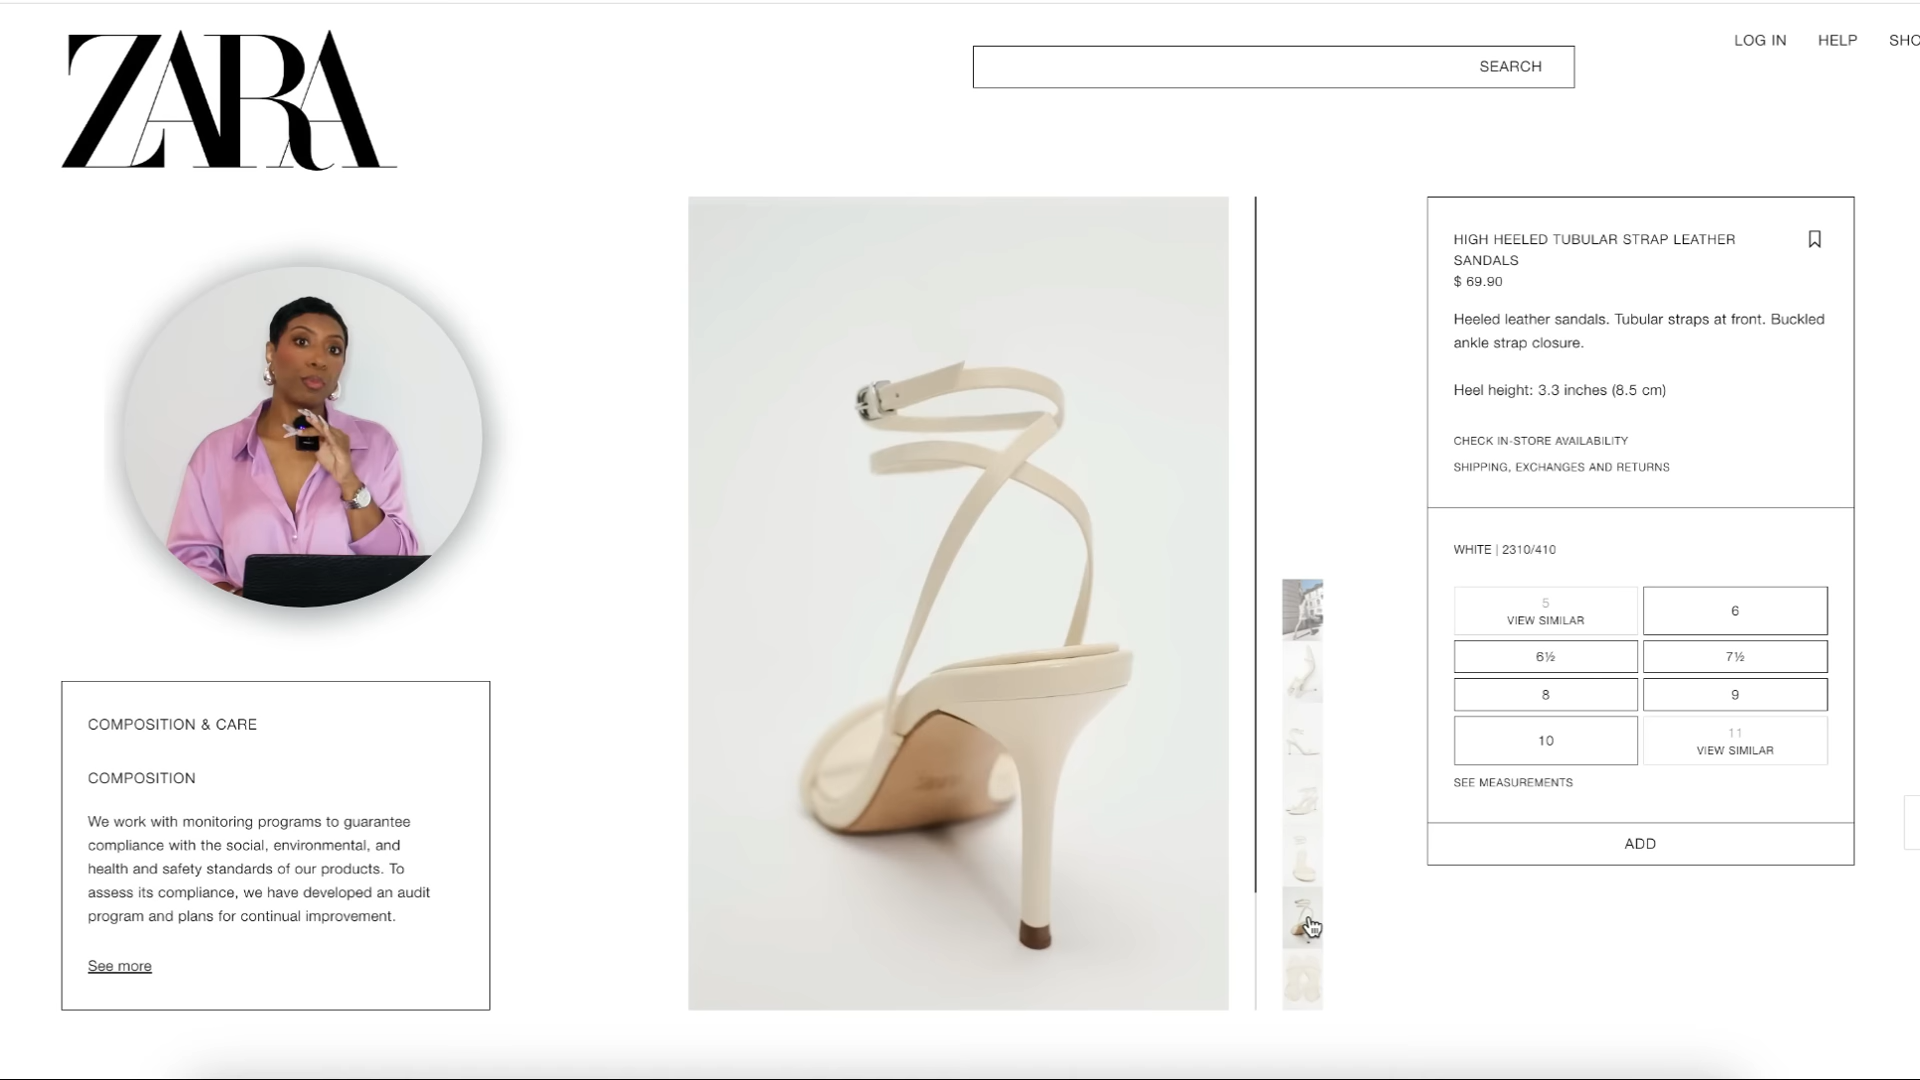 ZARA
SEARCH
LOG IN
HELP
SHO
HIGH HEELED TUBULAR STRAP LEATHER
SANDALS
$ 69.90
Heeled leather sandals. Tubular straps at front. Buckled
ankle strap closure.
Heel height: 3.3 inches (8.5 cm)
CHECK IN-STORE AVAILABILITY
SHIPPING, EXCHANGES AND RETURNS
WHITE | 2310/410
5
VIEW SIMILAR
6
6½
7½
8
9
10
11
VIEW SIMILAR
SEE MEASUREMENTS
ADD
COMPOSITION & CARE
COMPOSITION
We work with monitoring programs to guarantee
compliance with the social, environmental, and
health and safety standards of our products. To
assess its compliance, we have developed an audit
program and plans for continual improvement.
See more